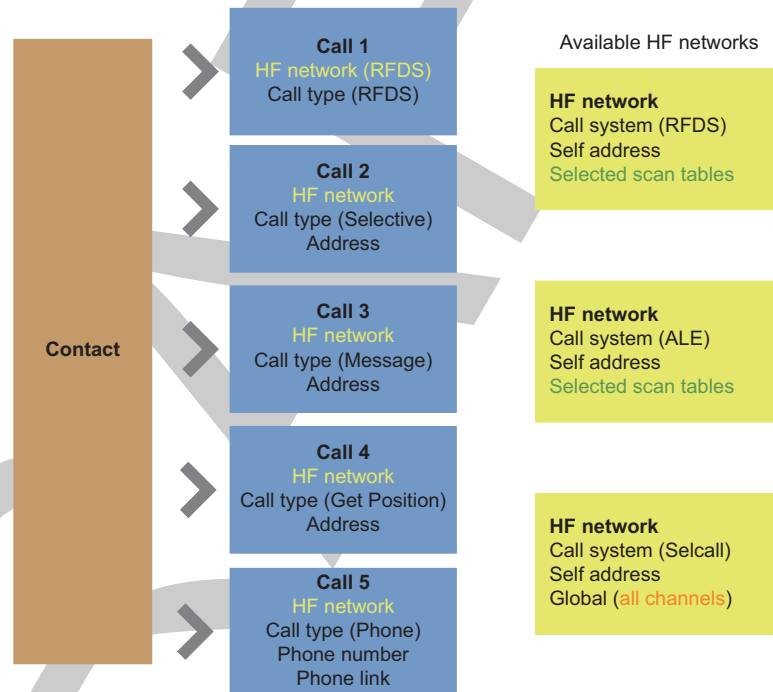 Contact
Call 1
HF network (RFDS)
Call type (RFDS)
Call 2
HF network
Call type (Selective)
Address
Call 3
HF network
Call type (Message)
Address
Call 4
HF network
Call type (Get Position)
Address
Call 5
HF network
Call type (Phone)
Phone number
Phone link
Available HF networks
HF network
Call system (RFDS)
Self address
Selected scan tables
HF network
Call system (ALE)
Self address
Selected scan tables
HF network
Call system (Selcall)
Self address
Global (all channels)